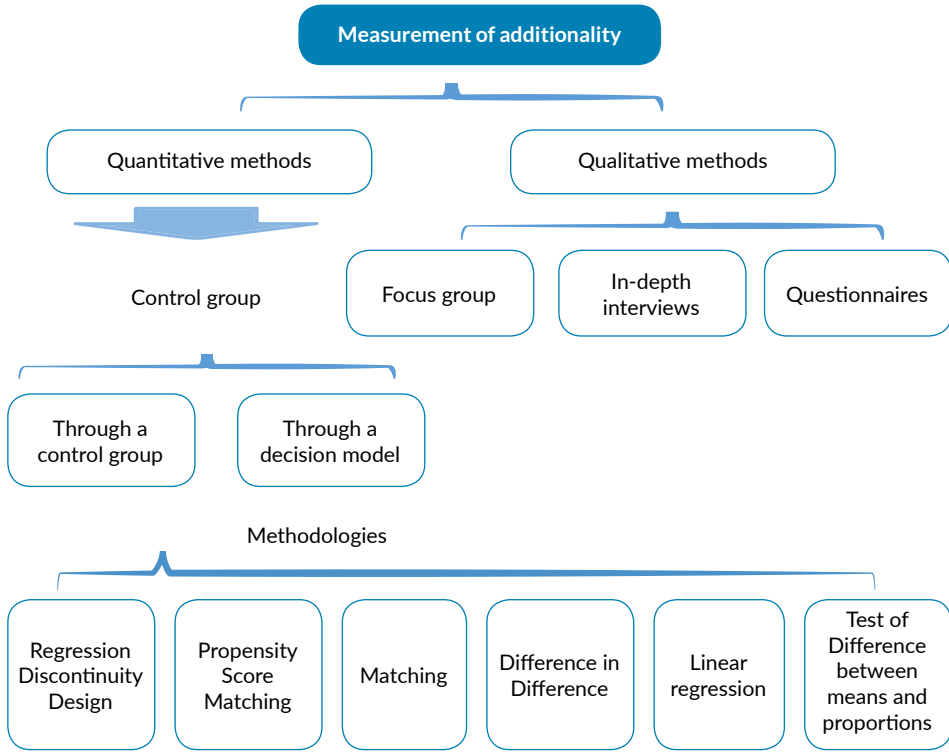 Measurement of additionality
Quantitative methods
Qualitative methods
Control group
Focus group
In-depth
interviews
Questionnaires
Through a
control group
Through a
decision model
Methodologies
Regression
Discontinuity
Design
Propensity
Score
Matching
Matching
Difference in
Difference
Linear
regression
Test of
Difference
between
means and
proportions